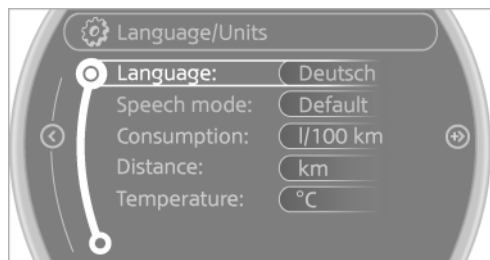 Language/Units
Language: Deutsch
Speech mode: Default
Consumption: l/100 km
Distance: km
Temperature: °C